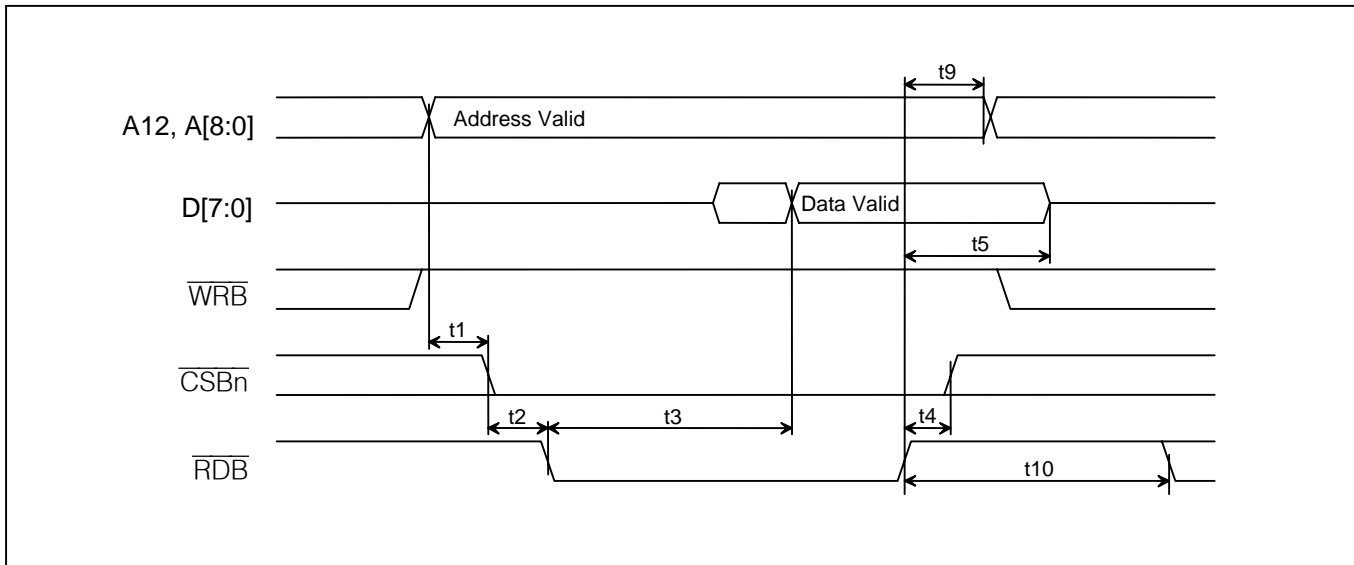 t9
A12, A[8:0]
Address Valid
D[7:0]
Data Valid
t5
WRB
t1
CSBn
t2
t3
t4
RDB
t10